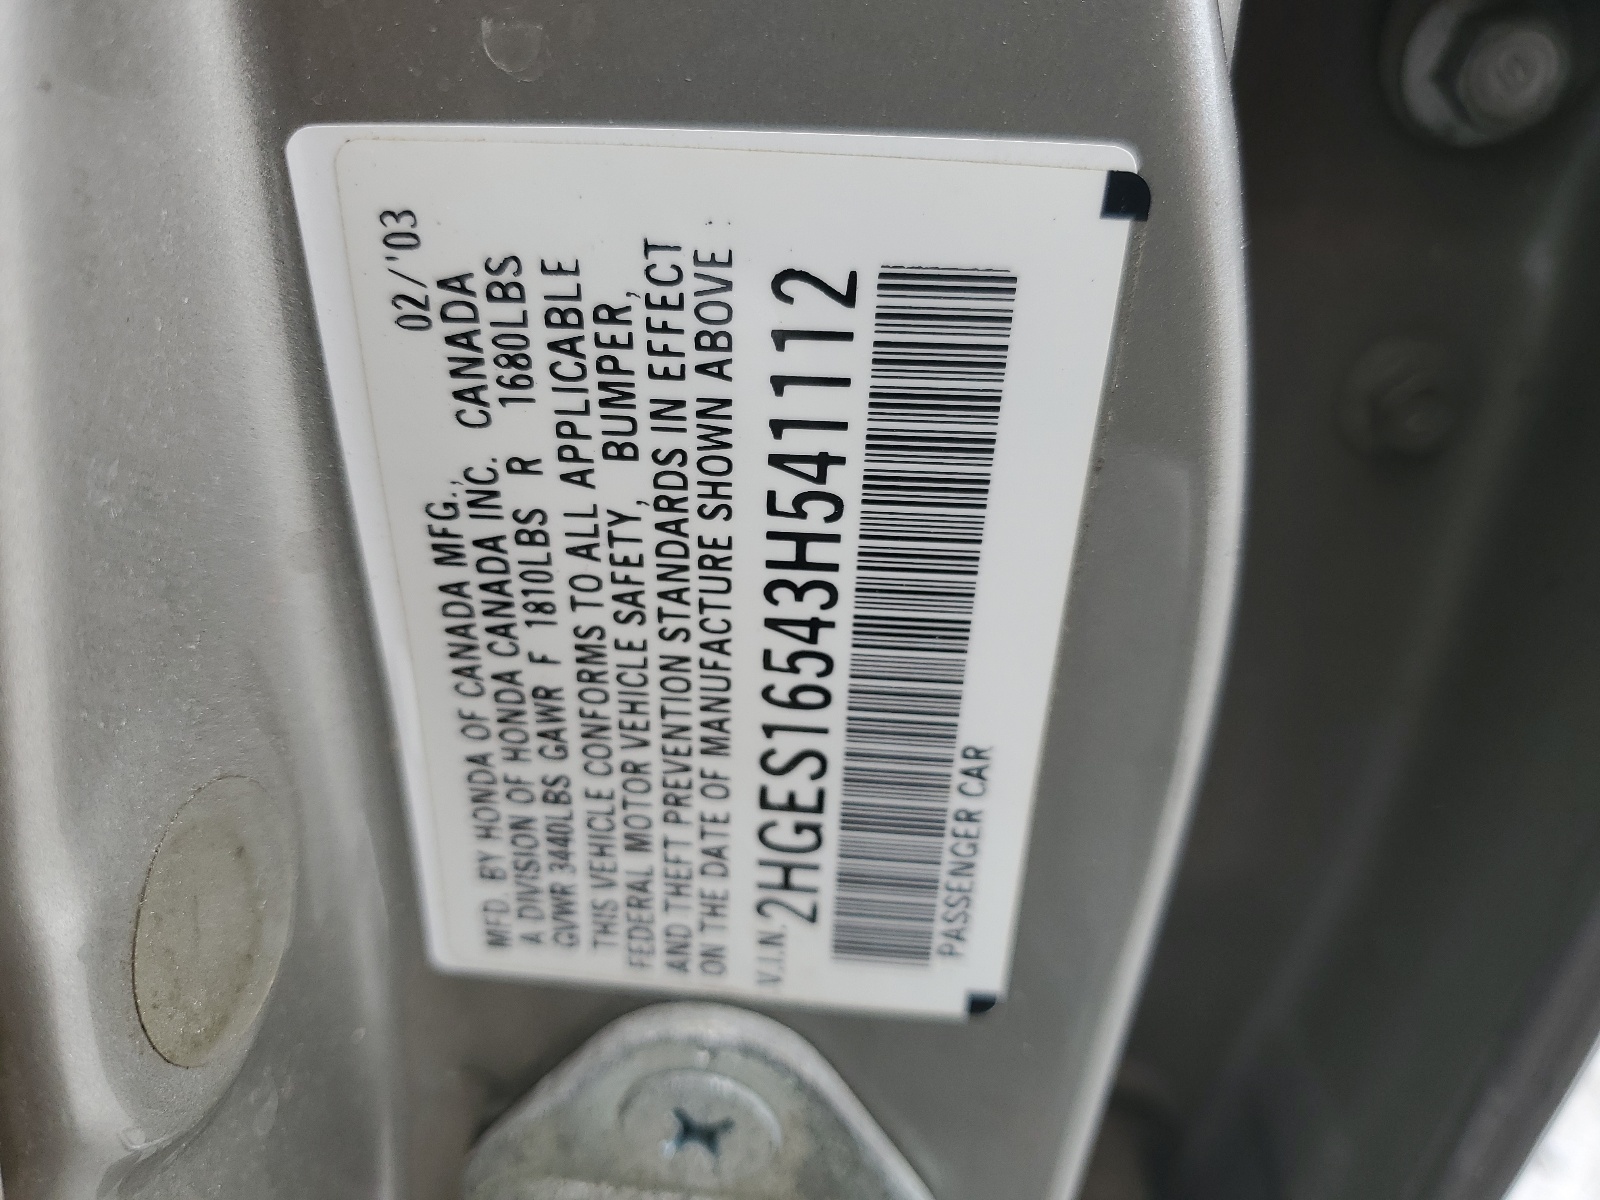 02/'03
MFD. BY HONDA OF CANADA MFG., CANADA
A DIVISION OF HONDA CANADA INC.
GVWR 3440LBS GAWR F 1810LBS R 1680LBS
THIS VEHICLE CONFORMS TO ALL APPLICABLE
FEDERAL MOTOR VEHICLE SAFETY, BUMPER,
AND THEFT PREVENTION STANDARDS IN EFFECT
ON THE DATE OF MANUFACTURE SHOWN ABOVE
V.I.N. 2HGES16543H541112
PASSENGER CAR